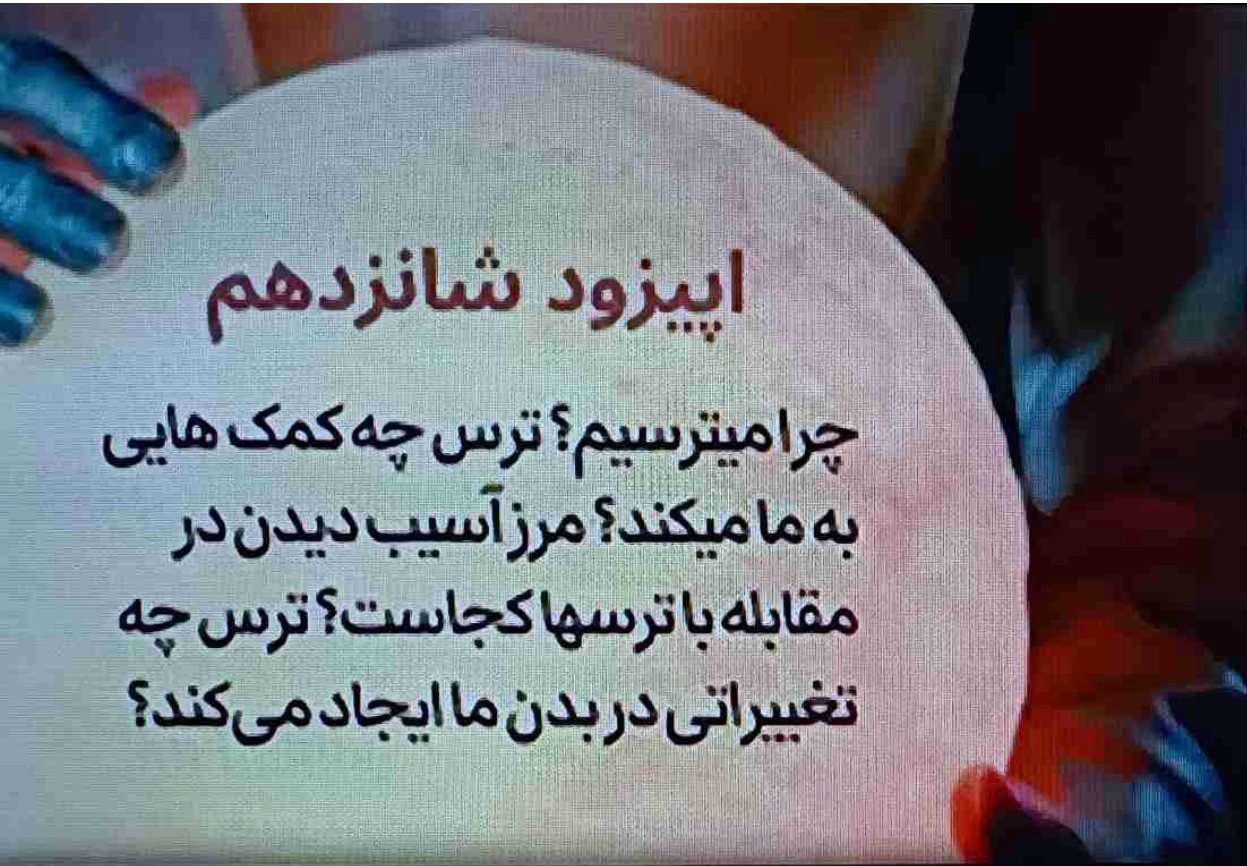 اپیزود شانزدهم
چرا میترسیم؟ ترس چه کمک هایی
به ما میکند؟ مرز آسیب دیدن در
مقابله با ترسها کجاست؟ ترس چه
تغییراتی در بدن ما ایجاد می‌کند؟